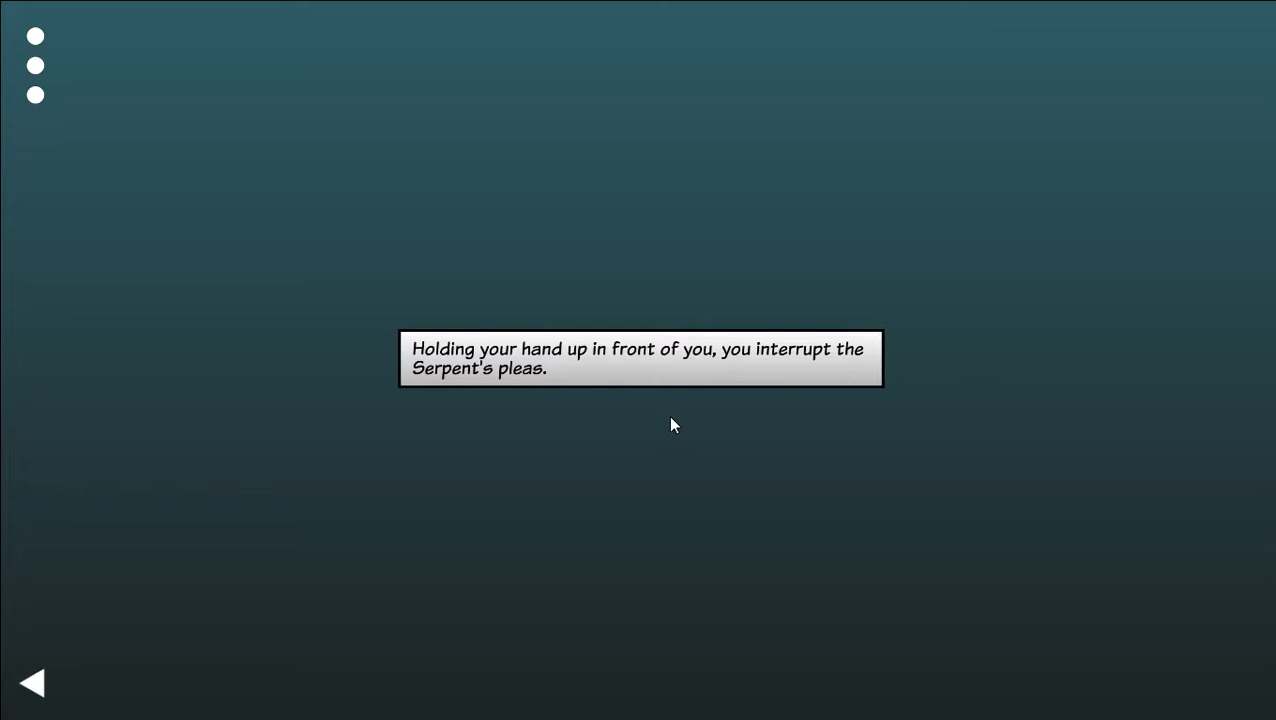 Holding your hand up in front of you, you interrupt the
Serpent's pleas.